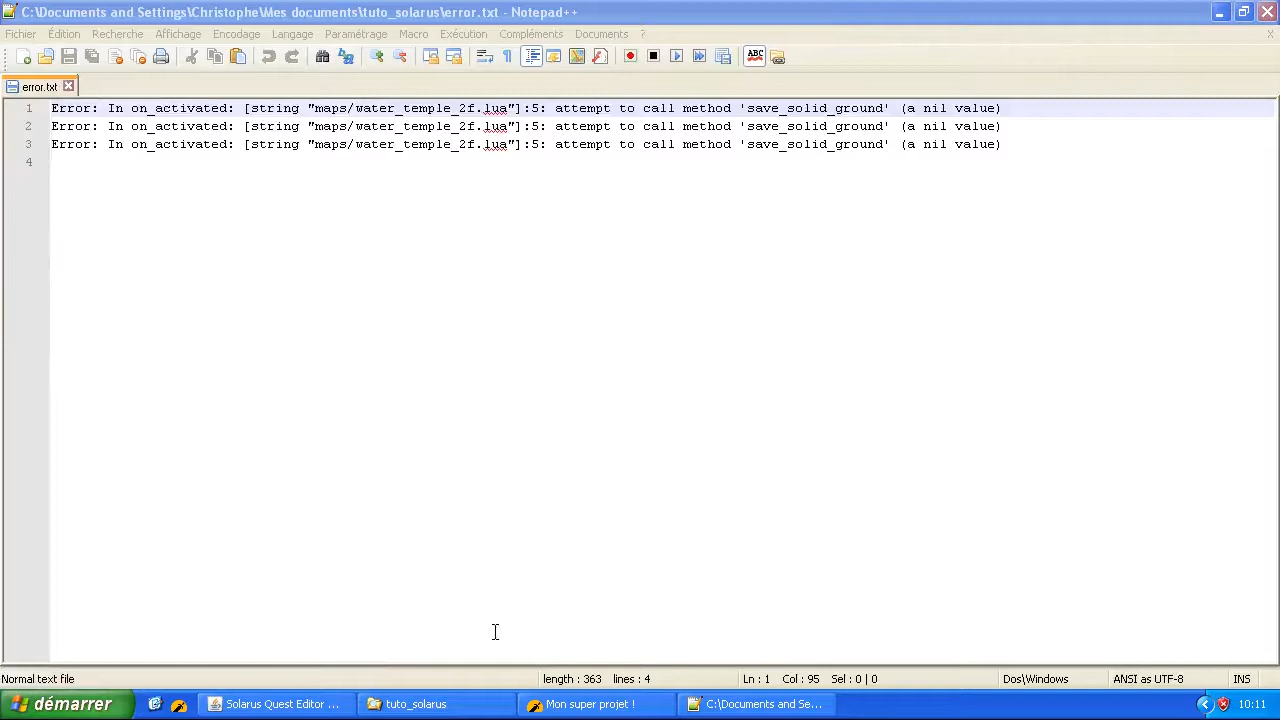 C:\Documents and Settings\Christophe\Mes documents\tuto_solarus\error.txt - Notepad++
Fichier Édition Recherche Affichage Encodage Langage Paramétrage Macro Exécution Compléments Documents ? X
ABC
error.txt
1 Error: In on_activated: [string "maps/water_temple_2f.lua"]:5: attempt to call method 'save_solid_ground' (a nil value)
2 Error: In on_activated: [string "maps/water_temple_2f.lua"]:5: attempt to call method 'save_solid_ground' (a nil value)
3 Error: In on_activated: [string "maps/water_temple_2f.lua"]:5: attempt to call method 'save_solid_ground' (a nil value)
4
Normal text file length : 363 lines : 4 Ln : 1 Col : 95 Sel : 0 | 0 Dos\Windows ANSI as UTF-8 INS
démarrer Solarus Quest Editor ... tuto_solarus Mon super projet ! C:\Documents and Se... 10:11